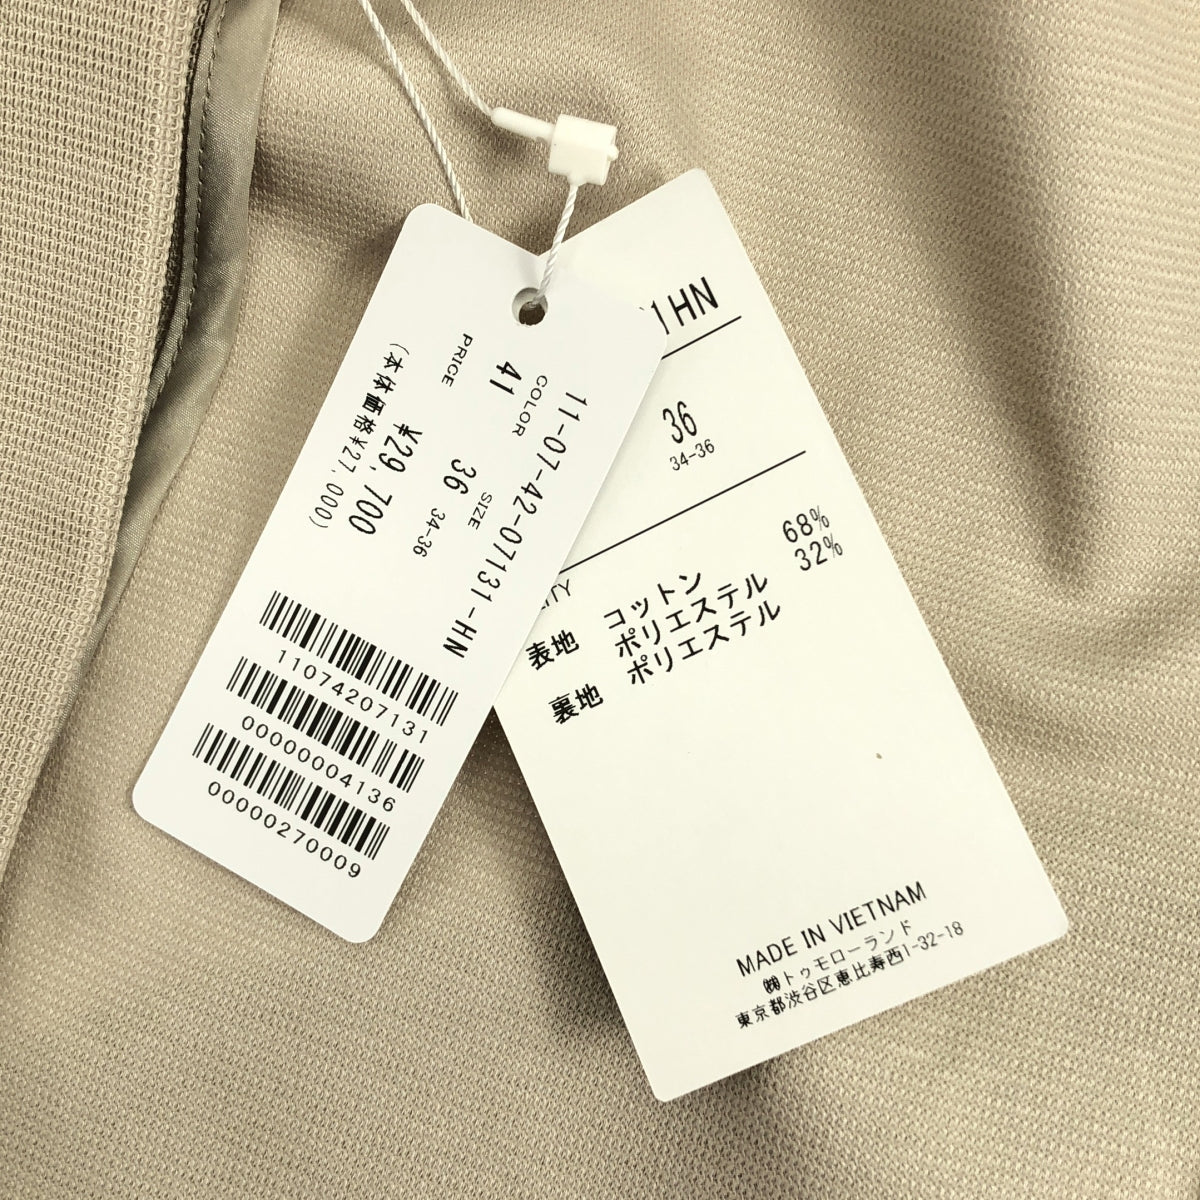 11-07-42-07131-HN
COLOR
SIZE
41
36 34-36
PRICE
¥29,700
(本体価格¥27,000)
11074207131
00000004136
00000270009
1HN
36
34-36
ITY
表地 コットン 68%
ポリエステル 32%
裏地 ポリエステル
MADE IN VIETNAM
㈱トゥモローランド
東京都渋谷区恵比寿西1-32-18